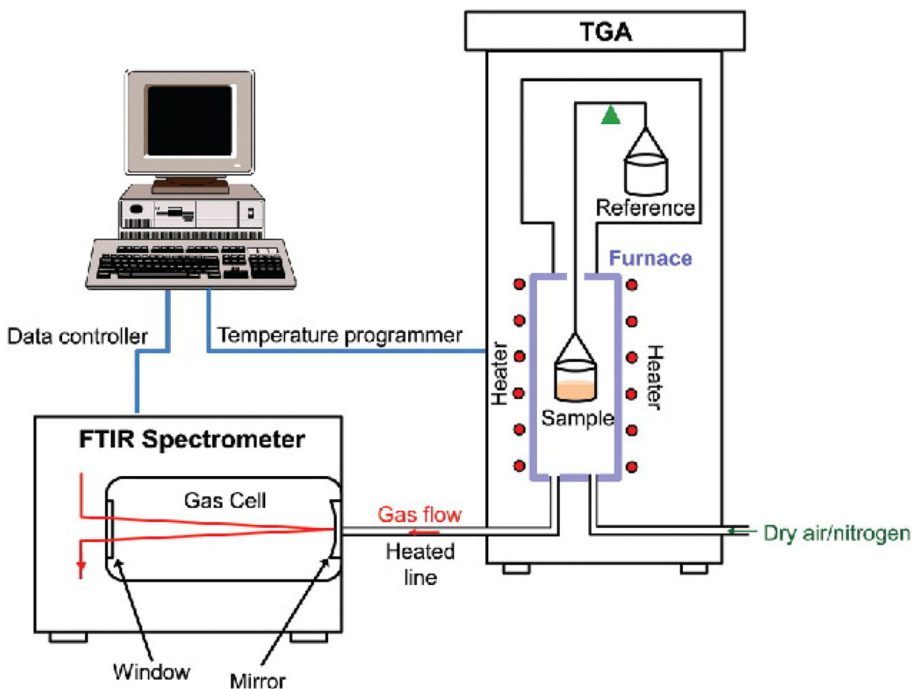 TGA
Reference
Furnace
Data controller
Temperature programmer
Heater
Heater
Sample
FTIR Spectrometer
Gas Cell
Gas flow
Heated
line
Dry air/nitrogen
Window
Mirror